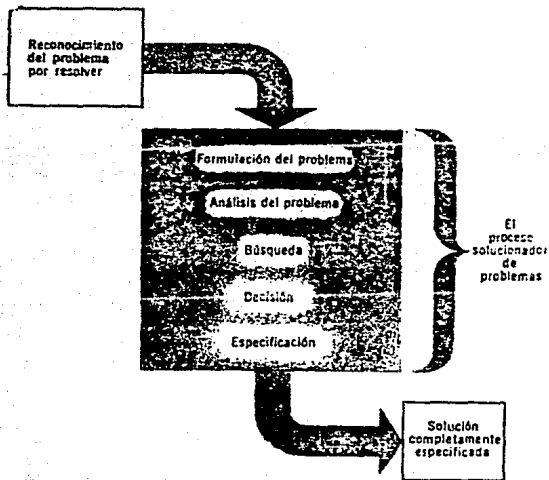 Reconocimiento
del problema
por resolver
Formulación del problema
Análisis del problema
Búsqueda
Decisión
Especificación
El
proceso
solucionador
de
problemas
Solución
completamente
especificada